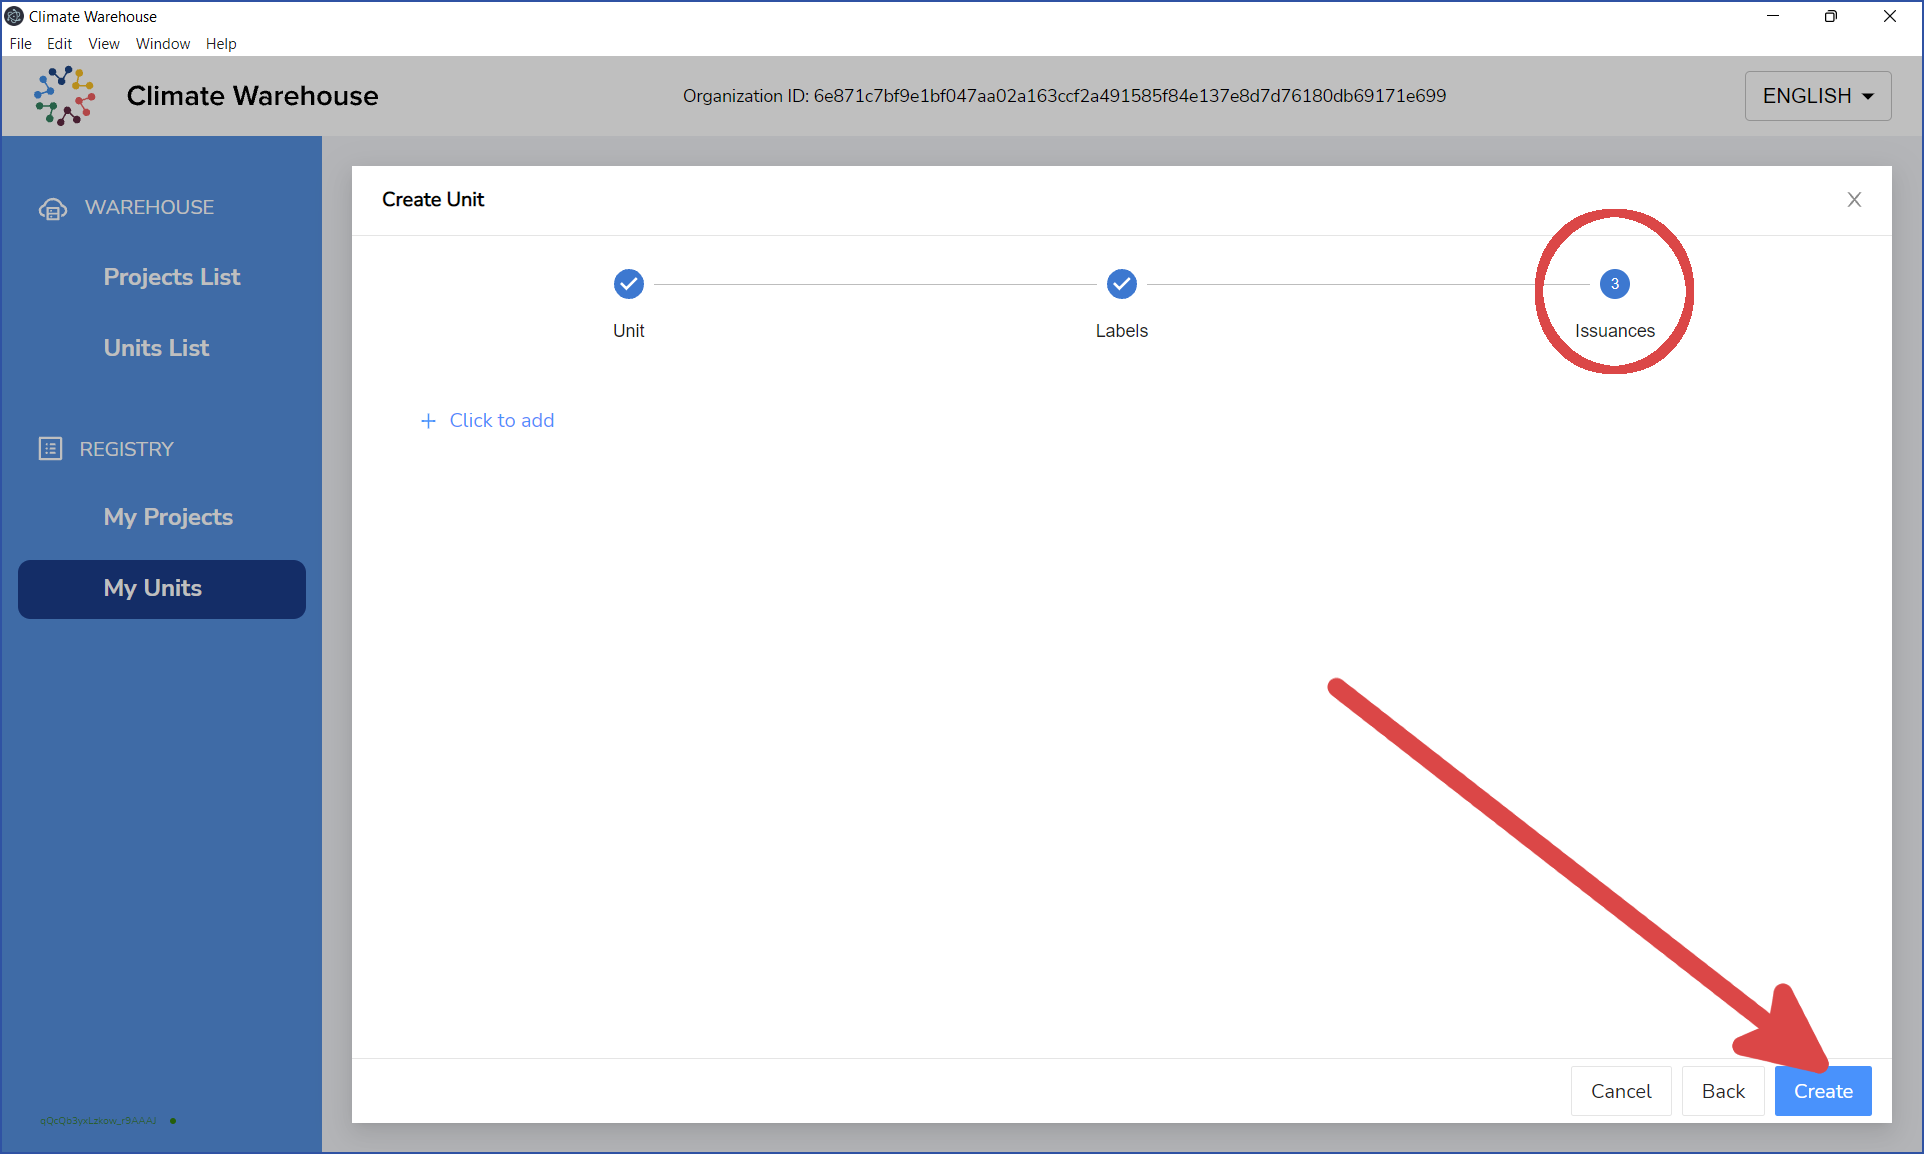 Climate Warehouse
File Edit View Window Help
Climate Warehouse
Organization ID: 6e871c7bf9e1bf047aa02a163ccf2a491585f84e137e8d7d76180db69171e699
ENGLISH
WAREHOUSE
Projects List
Units List
REGISTRY
My Projects
My Units
Create Unit
3
Unit
Labels
Issuances
+ Click to add
Cancel
Back
Create